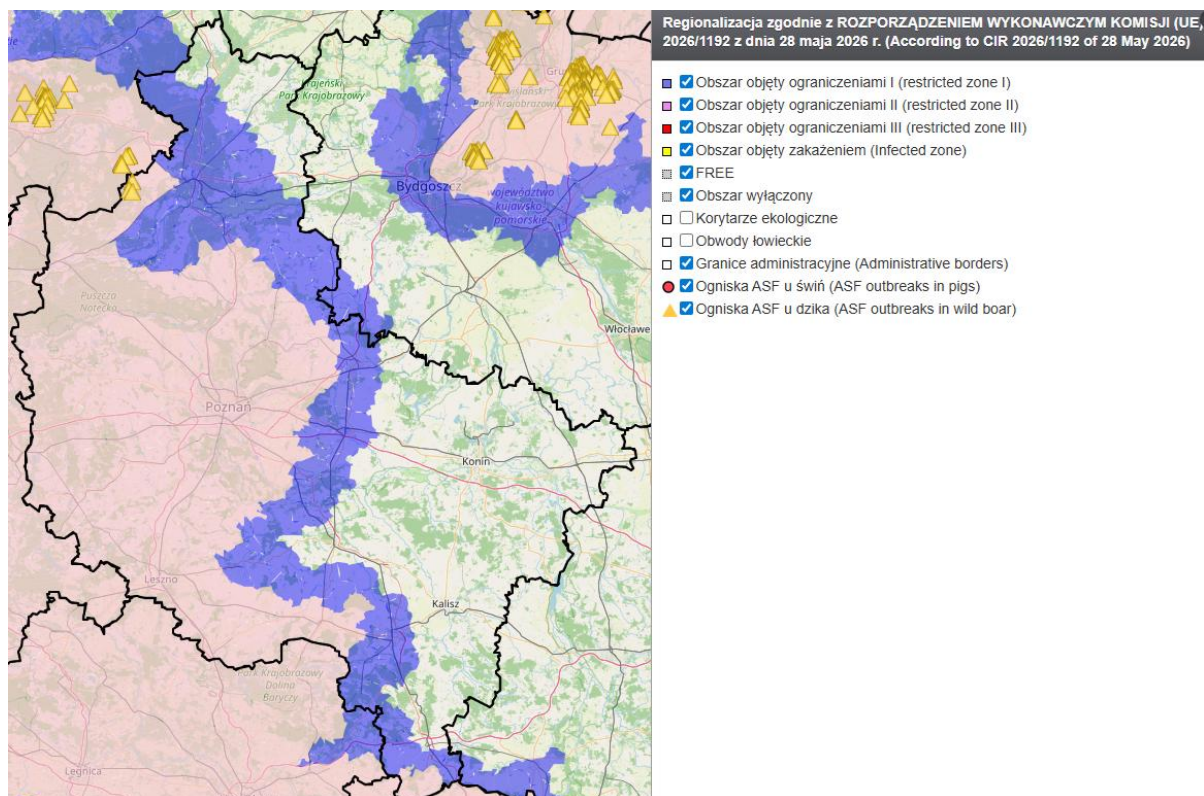 Regionalizacja zgodnie z ROZPORZĄDZENIEM WYKONAWCZYM KOMISJI (UE,
2026/1192 z dnia 28 maja 2026 r. (According to CIR 2026/1192 of 28 May 2026)
Obszar objęty ograniczeniami I (restricted zone I)
Obszar objęty ograniczeniami II (restricted zone II)
Obszar objęty ograniczeniami III (restricted zone III)
Obszar objęty zakażeniem (Infected zone)
FREE
Obszar wyłączony
Korytarze ekologiczne
Obwody łowieckie
Granice administracyjne (Administrative borders)
Ogniska ASF u świń (ASF outbreaks in pigs)
Ogniska ASF u dzika (ASF outbreaks in wild boar)
Park Krajobrazowy
Park Krajobrazowy
Bydgoszcz
województwo
kujawsko
pomorskie
Puszcza
Notecka
Włocławe
Poznań
Konin
Leszno
Kalisz
Park Krajobrazowy
Dolina
Baryczy
Legnica